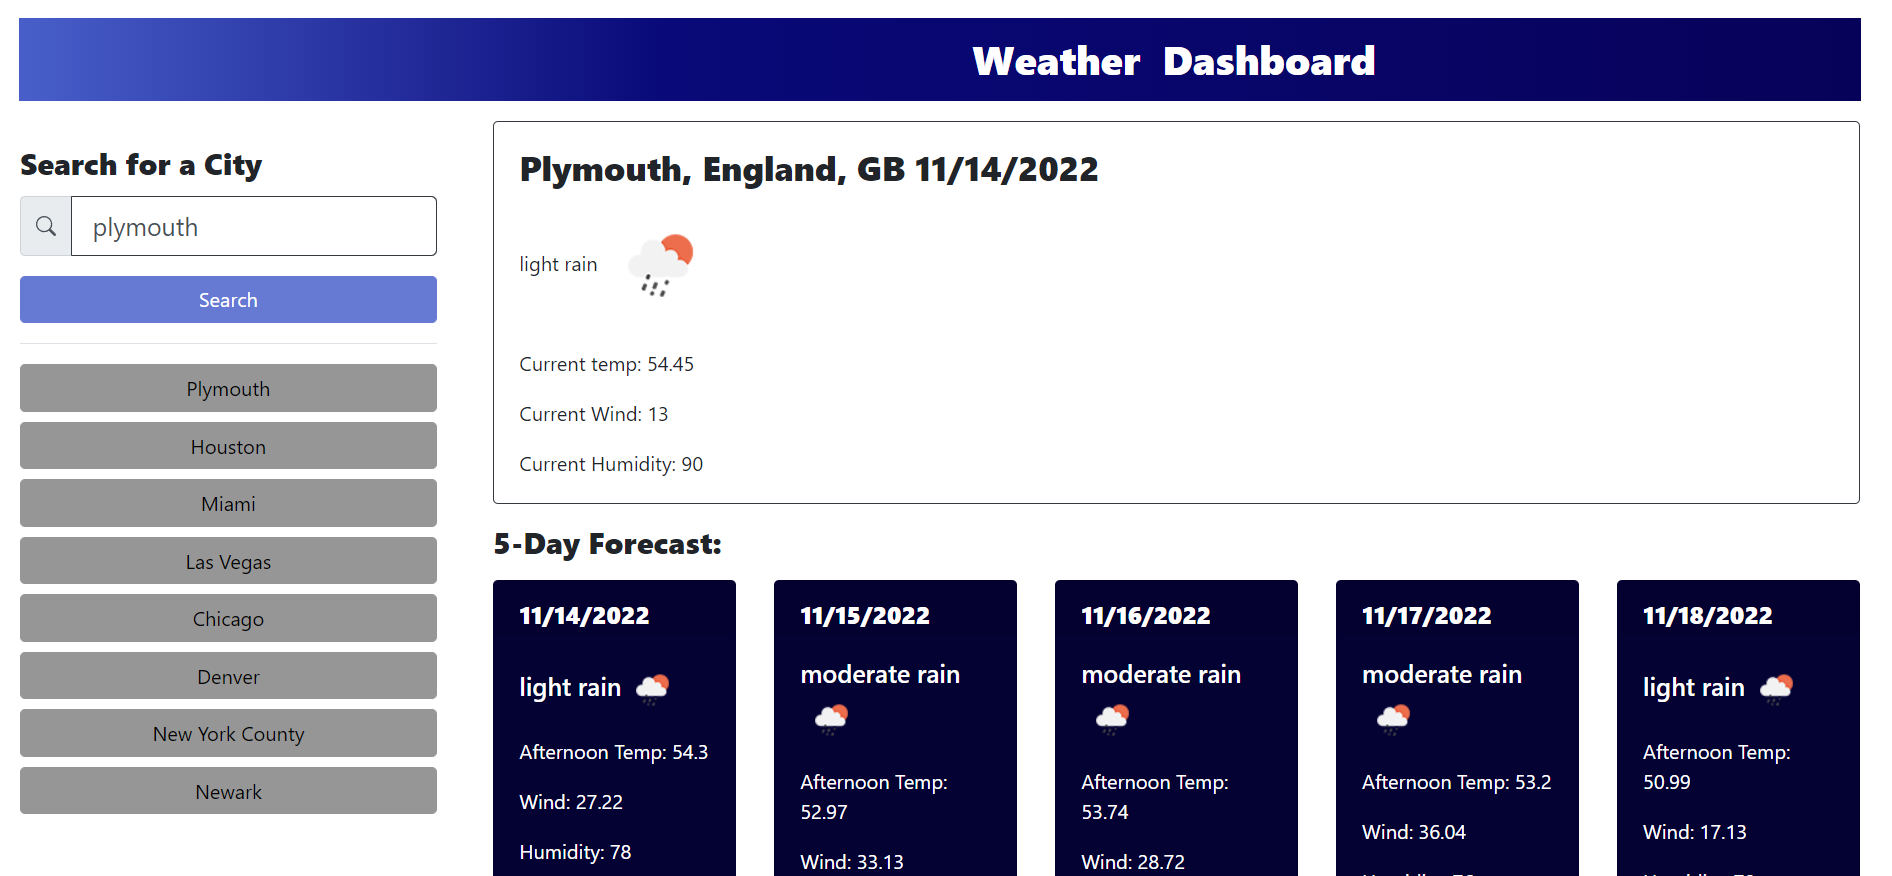 Weather Dashboard
Search for a City
plymouth
Search
Plymouth
Houston
Miami
Las Vegas
Chicago
Denver
New York County
Newark
Plymouth, England, GB 11/14/2022
light rain
Current temp: 54.45
Current Wind: 13
Current Humidity: 90
5-Day Forecast:
11/14/2022
light rain
Afternoon Temp: 54.3
Wind: 27.22
Humidity: 78
11/15/2022
moderate rain
Afternoon Temp:
52.97
Wind: 33.13
11/16/2022
moderate rain
Afternoon Temp:
53.74
Wind: 28.72
11/17/2022
moderate rain
Afternoon Temp: 53.2
Wind: 36.04
11/18/2022
light rain
Afternoon Temp:
50.99
Wind: 17.13